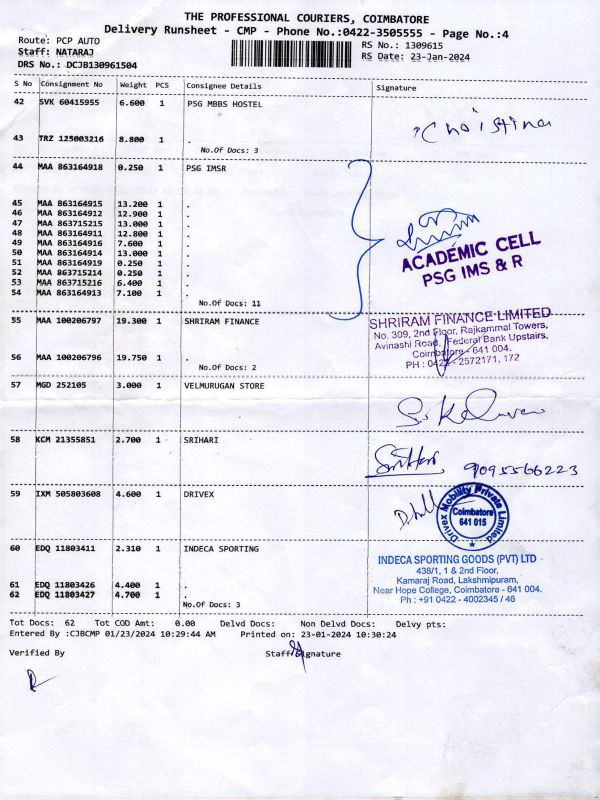 THE PROFESSIONAL COURIERS, COIMBATORE
Delivery Runsheet - CMP - Phone No.:0422-3505555 - Page No.:4
Route: PCP AUTO
RS No.: 1309615
Staff: NATARAJ
RS Date: 23-Jan-2024
DRS No.: DCJB130961504
S No Consignment No Weight PCS Consignee Details Signature
42 SVK 60415955 6.600 1 PSG MBBS HOSTEL
Christina
43 TRZ 125003216 8.800 1 .
No.Of Docs: 3
44 MAA 863164918 0.250 1 PSG IMSR
45 MAA 863164915 13.200 1 .
46 MAA 863164912 12.900 1 .
47 MAA 863715215 13.000 1 .
48 MAA 863164911 12.800 1 .
49 MAA 863164916 7.600 1 .
50 MAA 863164914 13.000 1 .
51 MAA 863164919 0.250 1 .
52 MAA 863715214 0.250 1 .
53 MAA 863715216 6.400 1 .
54 MAA 863164913 7.100 1 .
No.Of Docs: 11
ACADEMIC CELL
PSG IMS & R
55 MAA 100206797 19.300 1 SHRIRAM FINANCE
SHRIRAM FINANCE LIMITED
No. 309, 2nd Floor, Rajkammal Towers,
Avinashi Road, Federal Bank Upstairs,
Coimbatore - 641 004.
PH : 0422 - 2572171, 172
56 MAA 100206796 19.750 1 .
No.Of Docs: 2
57 MGD 252105 3.000 1 VELMURUGAN STORE
58 KCM 21355851 2.700 1 SRIHARI
Srihari 9095566223
59 IXM 505803608 4.600 1 DRIVEX
Drivex Mobility Private Limited
Coimbatore
641 015
60 EDQ 11803411 2.310 1 INDECA SPORTING
INDECA SPORTING GOODS (PVT) LTD
438/1, 1 & 2nd Floor,
Kamaraj Road, Lakshmipuram,
Near Hope College, Coimbatore - 641 004.
Ph : +91 0422 - 4002345 / 46
61 EDQ 11803426 4.400 1 .
62 EDQ 11803427 4.700 1 .
No.Of Docs: 3
Tot Docs: 62 Tot COD Amt: 0.00 Delvd Docs: Non Delvd Docs: Delvy pts:
Entered By :CJBCMP 01/23/2024 10:29:44 AM Printed on: 23-01-2024 10:30:24
Verified By Staff Signature